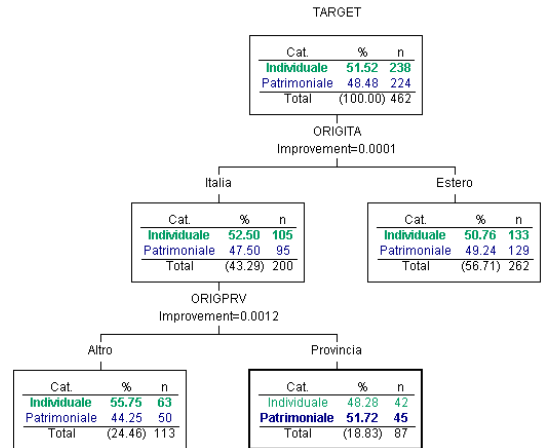 TARGET
Cat. % n
Individuale 51.52 238
Patrimoniale 48.48 224
Total (100.00) 462
ORIGITA
Improvement=0.0001
Italia
Cat. % n
Individuale 52.50 105
Patrimoniale 47.50 95
Total (43.29) 200
Estero
Cat. % n
Individuale 50.76 133
Patrimoniale 49.24 129
Total (56.71) 262
ORIGPRV
Improvement=0.0012
Altro
Cat. % n
Individuale 55.75 63
Patrimoniale 44.25 50
Total (24.46) 113
Provincia
Cat. % n
Individuale 48.28 42
Patrimoniale 51.72 45
Total (18.83) 87